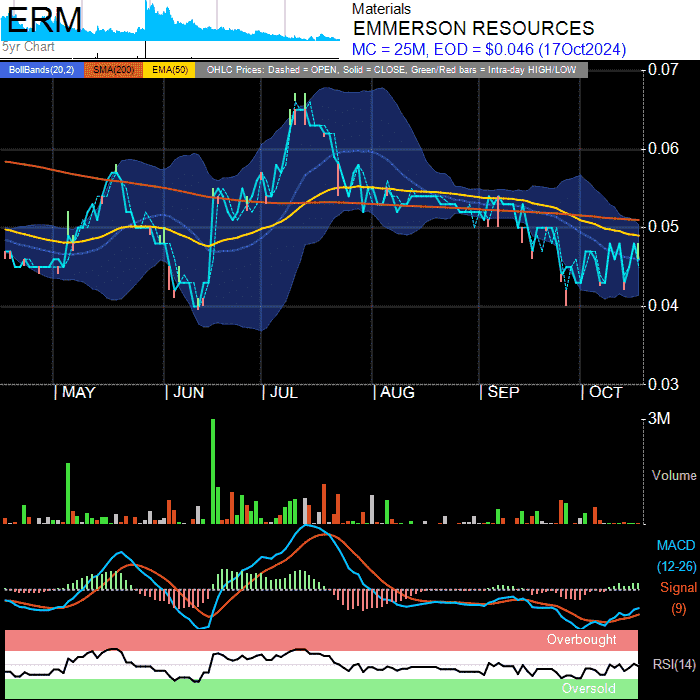 ERM
5yr Chart
Materials
EMMERSON RESOURCES
MC = 25M, EOD = $0.046 (17Oct2024)
BollBands(20,2) SMA(200) EMA(50) OHLC Prices: Dashed = OPEN, Solid = CLOSE, Green/Red bars = Intra-day HIGH/LOW
0.07
0.06
0.05
0.04
0.03
MAY JUN JUL AUG SEP OCT
3M
Volume
MACD
(12-26)
Signal
(9)
Overbought
RSI(14)
Oversold